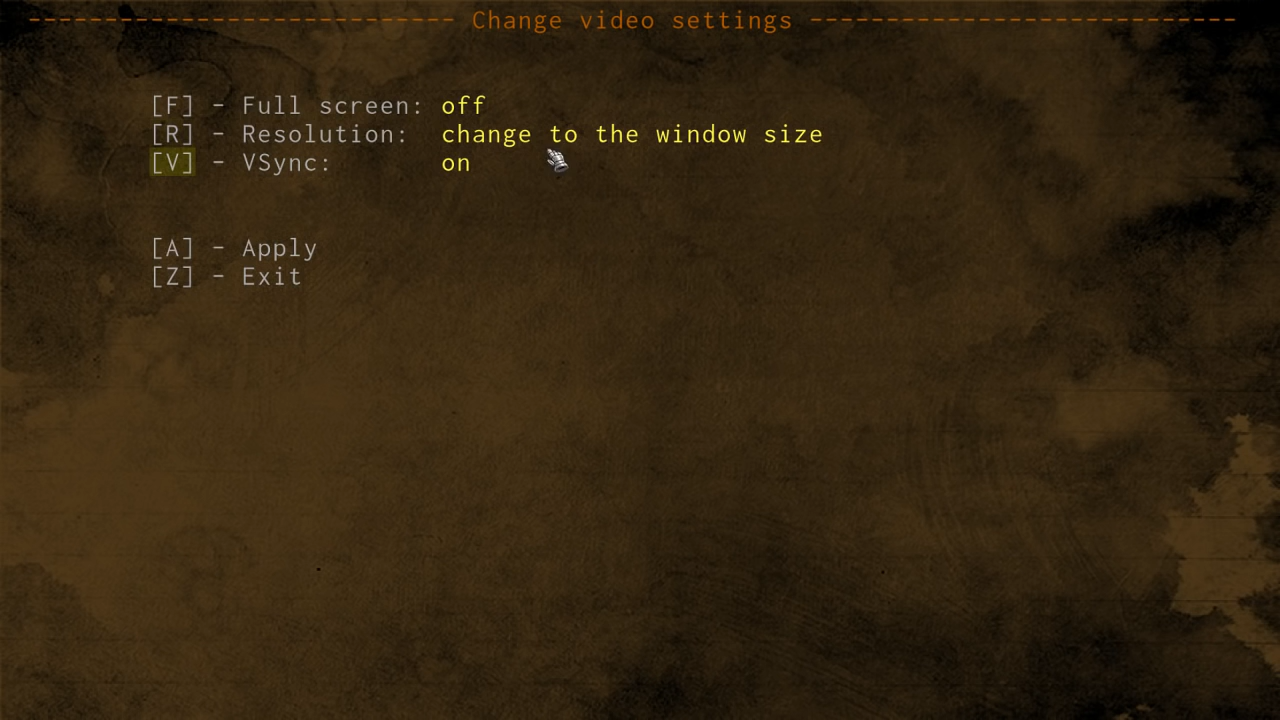 ----------------------------- Change video settings -----------------------------
[F] - Full screen: off
[R] - Resolution: change to the window size
[V] - VSync: on
[A] - Apply
[Z] - Exit